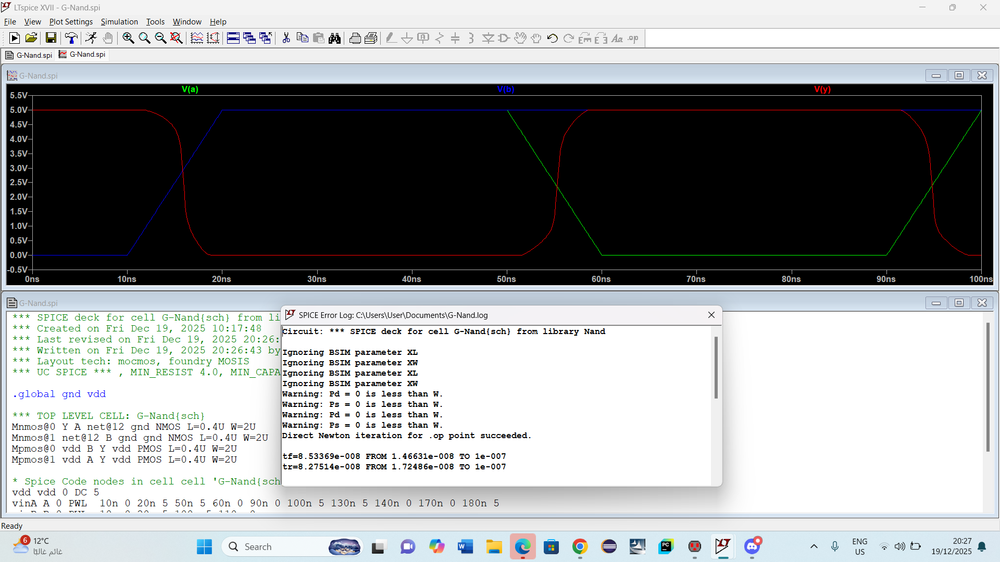 LTspice XVII - G-Nand.spi
File View Plot Settings Simulation Tools Window Help
G-Nand.spi G-Nand.spi
G-Nand.spi
V(a) V(b) V(y)
5.5V
5.0V
4.5V
4.0V
3.5V
3.0V
2.5V
2.0V
1.5V
1.0V
0.5V
0.0V
-0.5V
0ns 10ns 20ns 30ns 40ns 50ns 60ns 70ns 80ns 90ns 100ns
G-Nand.spi
*** SPICE deck for cell G-Nand{sch} from li
*** Created on Fri Dec 19, 2025 10:17:48
*** Last revised on Fri Dec 19, 2025 20:26:
*** Written on Fri Dec 19, 2025 20:26:43 by
*** Layout tech: mocmos, foundry MOSIS
*** UC SPICE *** , MIN_RESIST 4.0, MIN_CAPA
.global gnd vdd
*** TOP LEVEL CELL: G-Nand{sch}
Mnmos@0 Y A net@12 gnd NMOS L=0.4U W=2U
Mnmos@1 net@12 B gnd gnd NMOS L=0.4U W=2U
Mpmos@0 vdd B Y vdd PMOS L=0.4U W=2U
Mpmos@1 vdd A Y vdd PMOS L=0.4U W=2U
* Spice Code nodes in cell cell 'G-Nand{sch
vdd vdd 0 DC 5
vinA A 0 PWL 10n 0 20n 5 50n 5 60n 0 90n 0 100n 5 130n 5 140n 0 170n 0 180n 5
SPICE Error Log: C:\Users\User\Documents\G-Nand.log
Circuit: *** SPICE deck for cell G-Nand{sch} from library Nand
Ignoring BSIM parameter XL
Ignoring BSIM parameter XW
Ignoring BSIM parameter XL
Ignoring BSIM parameter XW
Warning: Pd = 0 is less than W.
Warning: Ps = 0 is less than W.
Warning: Pd = 0 is less than W.
Warning: Ps = 0 is less than W.
Direct Newton iteration for .op point succeeded.
tf=8.53369e-008 FROM 1.46631e-008 TO 1e-007
tr=8.27514e-008 FROM 1.72486e-008 TO 1e-007
Ready
6 12°C
غائم غالبًا
Search
ENG
US
20:27
19/12/2025